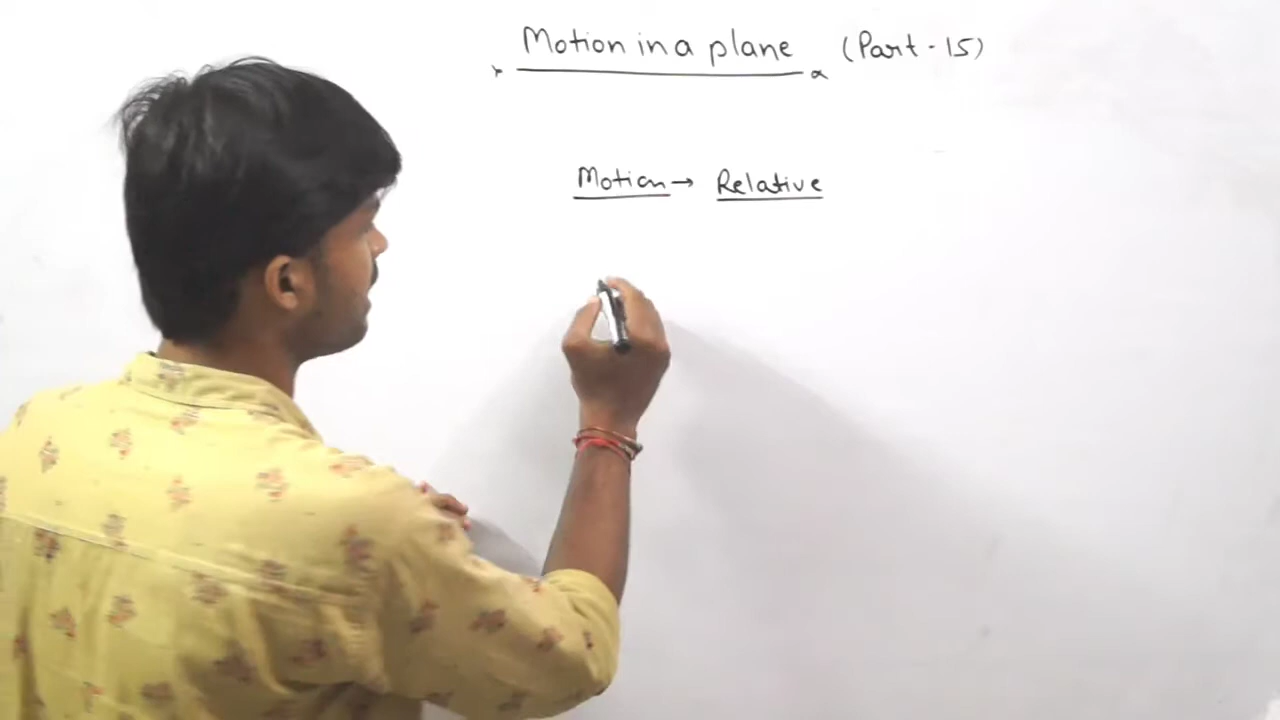 Motion in a plane (Part - 15)
Motion → Relative